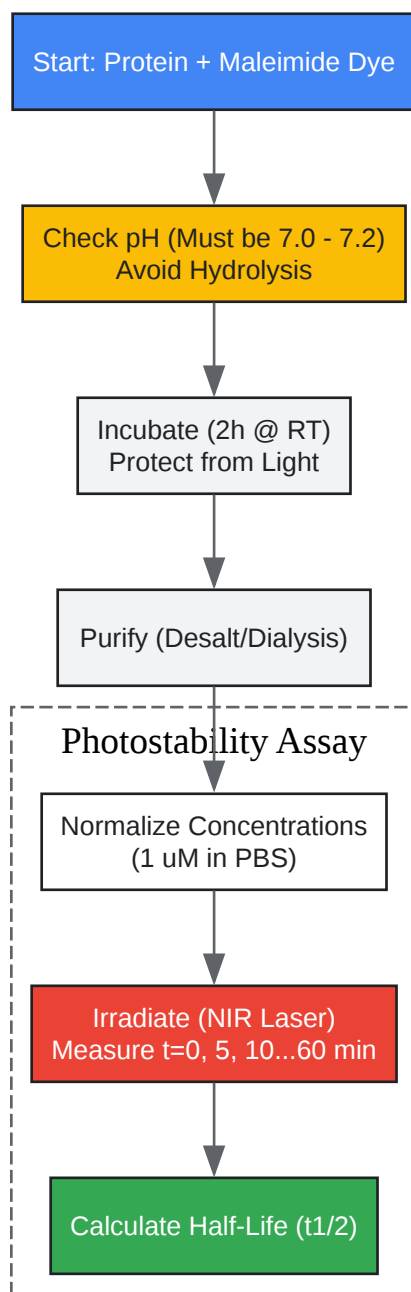 Start: Protein + Maleimide Dye
Check pH (Must be 7.0 - 7.2)
Avoid Hydrolysis
Incubate (2h @ RT)
Protect from Light
Purify (Desalt/Dialysis)
Photostability Assay
Normalize Concentrations
(1 uM in PBS)
Irradiate (NIR Laser)
Measure t=0, 5, 10...60 min
Calculate Half-Life (t1/2)